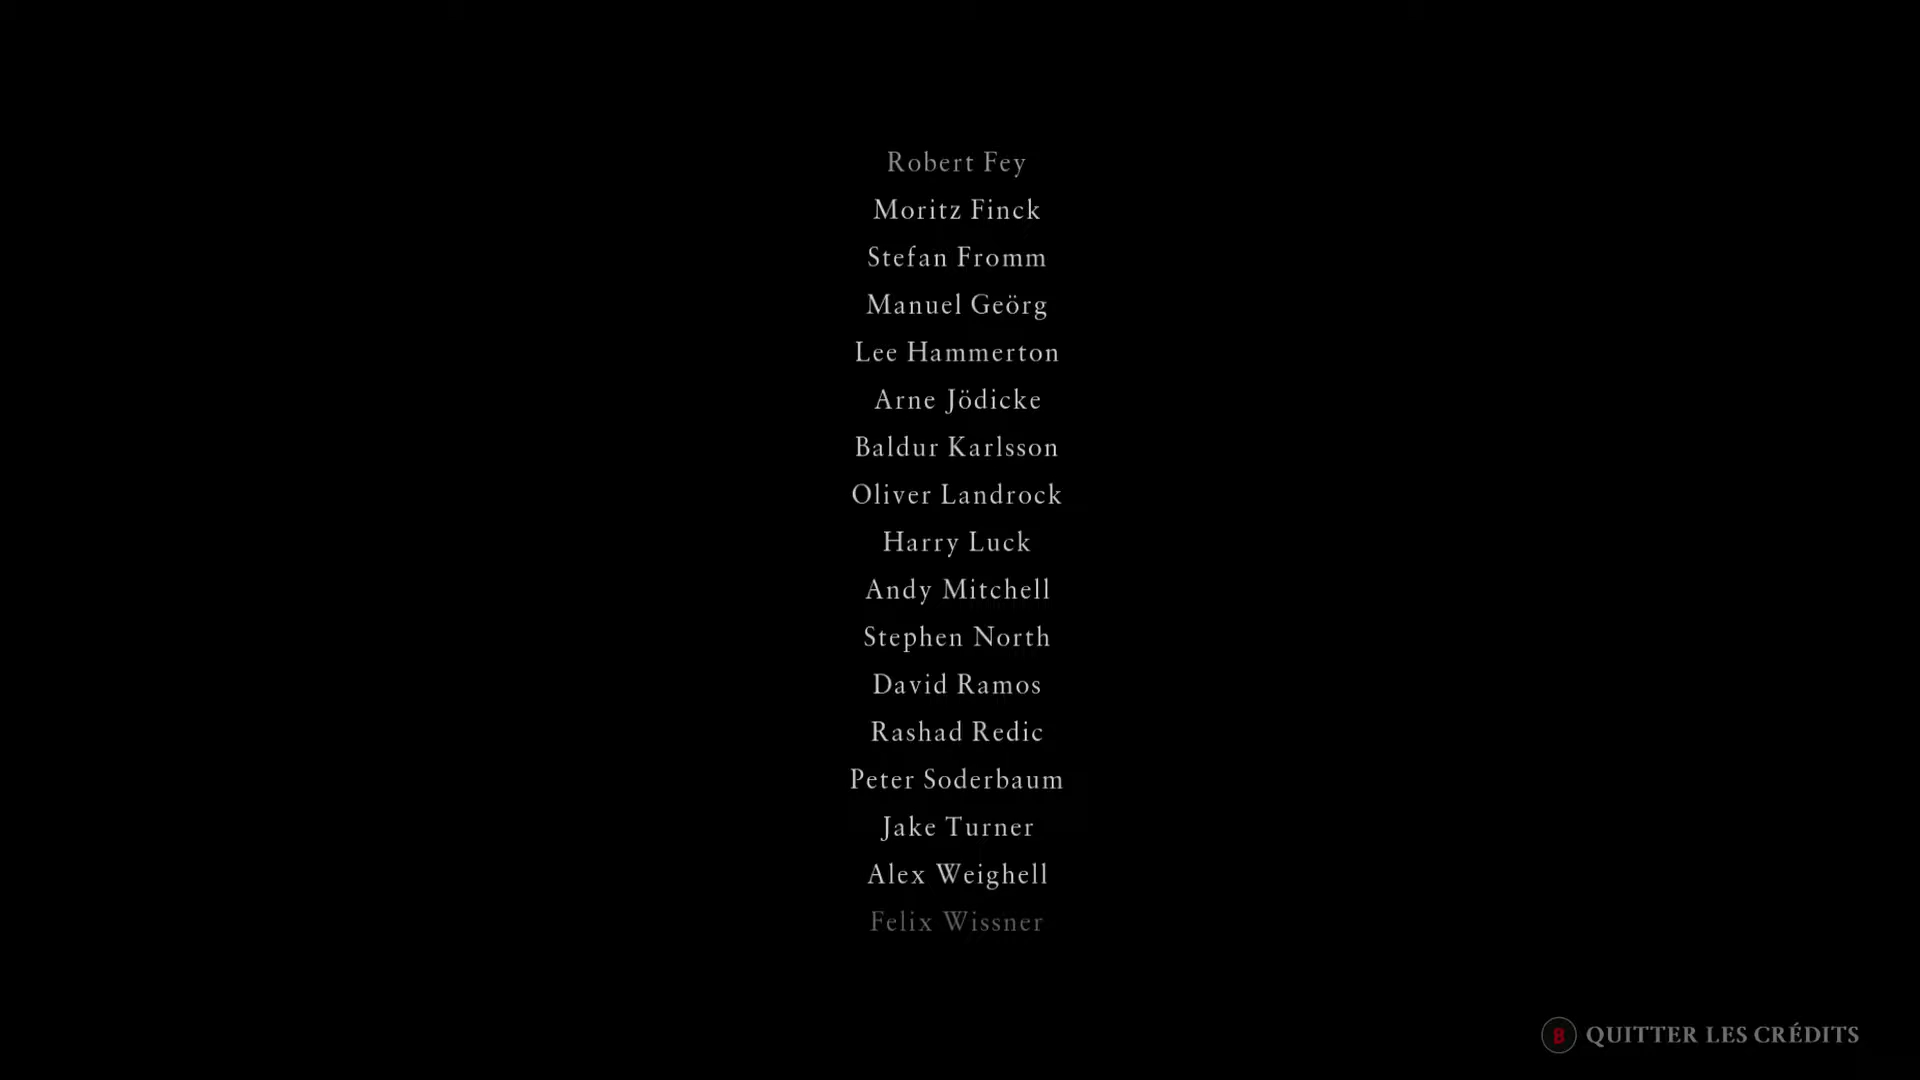 Robert Fey
Moritz Finck
Stefan Fromm
Manuel Geörg
Lee Hammerton
Arne Jödicke
Baldur Karlsson
Oliver Landrock
Harry Luck
Andy Mitchell
Stephen North
David Ramos
Rashad Redic
Peter Soderbaum
Jake Turner
Alex Weighell
Felix Wissner
B QUITTER LES CRÉDITS